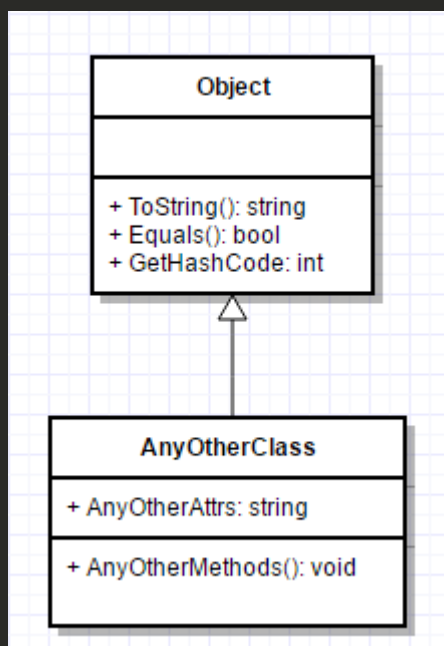 Object
+ ToString(): string
+ Equals(): bool
+ GetHashCode: int
AnyOtherClass
+ AnyOtherAttrs: string
+ AnyOtherMethods(): void